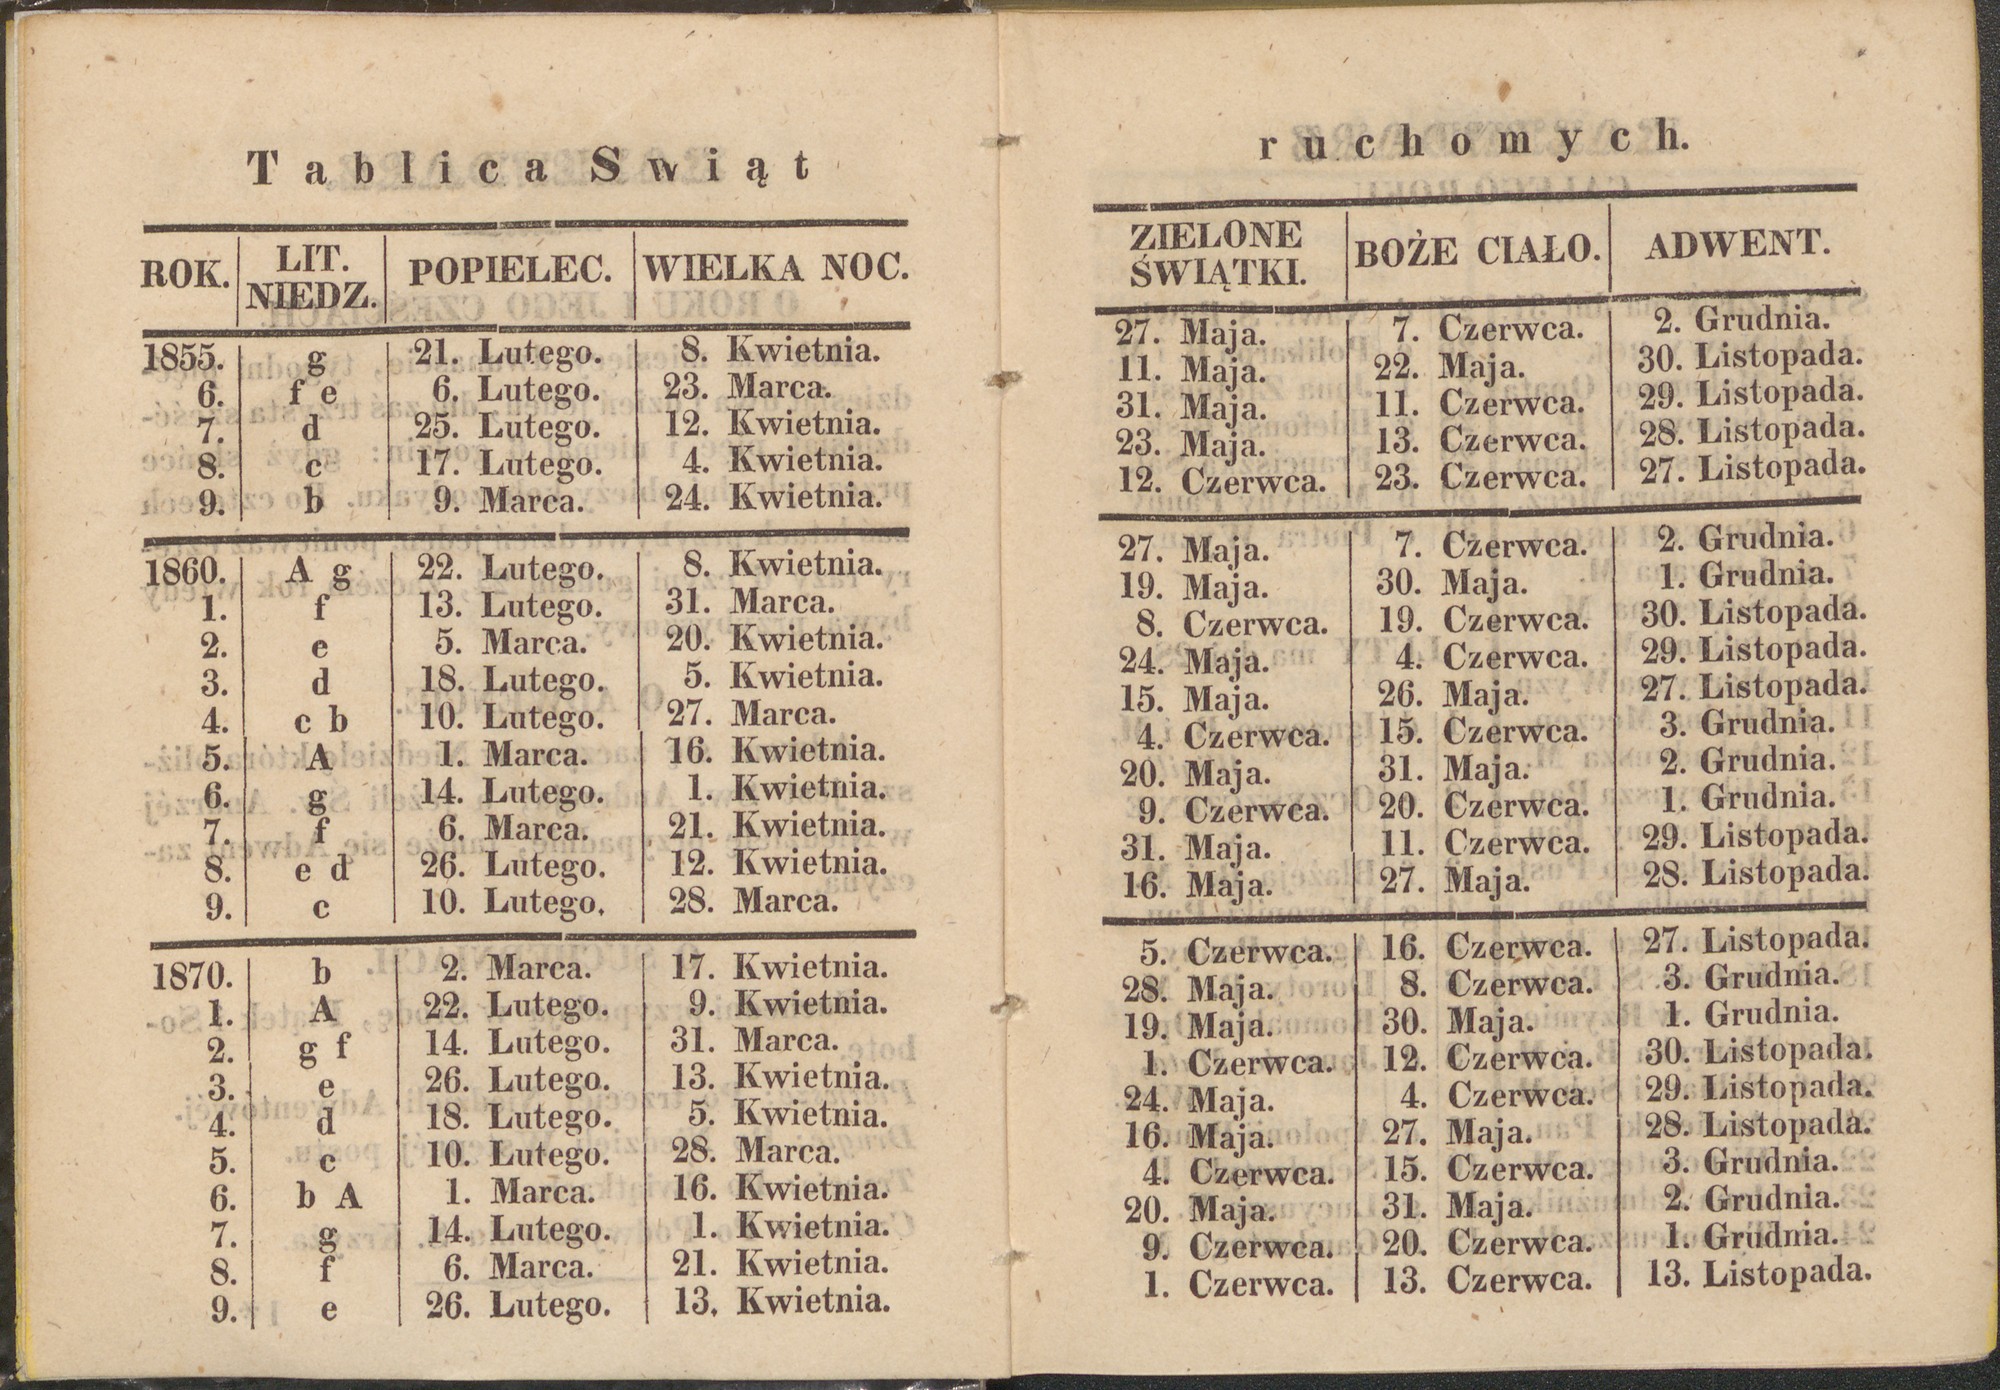 Tablica Swiąt
ROK. LIT. NIEDZ. POPIELEC. WIELKA NOC.
1855. g 21. Lutego. 8. Kwietnia.
6. f e 6. Lutego. 23. Marca.
7. d 25. Lutego. 12. Kwietnia.
8. c 17. Lutego. 4. Kwietnia.
9. b 9. Marca. 24. Kwietnia.
1860. A g 22. Lutego. 8. Kwietnia.
1. f 13. Lutego. 31. Marca.
2. e 5. Marca. 20. Kwietnia.
3. d 18. Lutego. 5. Kwietnia.
4. c b 10. Lutego. 27. Marca.
5. A 1. Marca. 16. Kwietnia.
6. g 14. Lutego. 1. Kwietnia.
7. f 6. Marca. 21. Kwietnia.
8. e d 26. Lutego. 12. Kwietnia.
9. c 10. Lutego. 28. Marca.
1870. b 2. Marca. 17. Kwietnia.
1. A 22. Lutego. 9. Kwietnia.
2. g f 14. Lutego. 31. Marca.
3. e 26. Lutego. 13. Kwietnia.
4. d 18. Lutego. 5. Kwietnia.
5. c 10. Lutego. 28. Marca.
6. b A 1. Marca. 16. Kwietnia.
7. g 14. Lutego. 1. Kwietnia.
8. f 6. Marca. 21. Kwietnia.
9. e 26. Lutego. 13. Kwietnia.
ruchomych.
ZIELONE ŚWIĄTKI. BOŻE CIAŁO. ADWENT.
27. Maja. 7. Czerwca. 2. Grudnia.
11. Maja. 22. Maja. 30. Listopada.
31. Maja. 11. Czerwca. 29. Listopada.
23. Maja. 13. Czerwca. 28. Listopada.
12. Czerwca. 23. Czerwca. 27. Listopada.
27. Maja. 7. Czerwca. 2. Grudnia.
19. Maja. 30. Maja. 1. Grudnia.
8. Czerwca. 19. Czerwca. 30. Listopada.
24. Maja. 4. Czerwca. 29. Listopada.
15. Maja. 26. Maja. 27. Listopada.
4. Czerwca. 15. Czerwca. 3. Grudnia.
20. Maja. 31. Maja. 2. Grudnia.
9. Czerwca. 20. Czerwca. 1. Grudnia.
31. Maja. 11. Czerwca. 29. Listopada.
16. Maja. 27. Maja. 28. Listopada.
5. Czerwca. 16. Czerwca. 27. Listopada.
28. Maja. 8. Czerwca. 3. Grudnia.
19. Maja. 30. Maja. 1. Grudnia.
1. Czerwca. 12. Czerwca. 30. Listopada.
24. Maja. 4. Czerwca. 29. Listopada.
16. Maja. 27. Maja. 28. Listopada.
4. Czerwca. 15. Czerwca. 3. Grudnia.
20. Maja. 31. Maja. 2. Grudnia.
9. Czerwca. 20. Czerwca. 1. Grudnia.
1. Czerwca. 13. Czerwca. 13. Listopada.